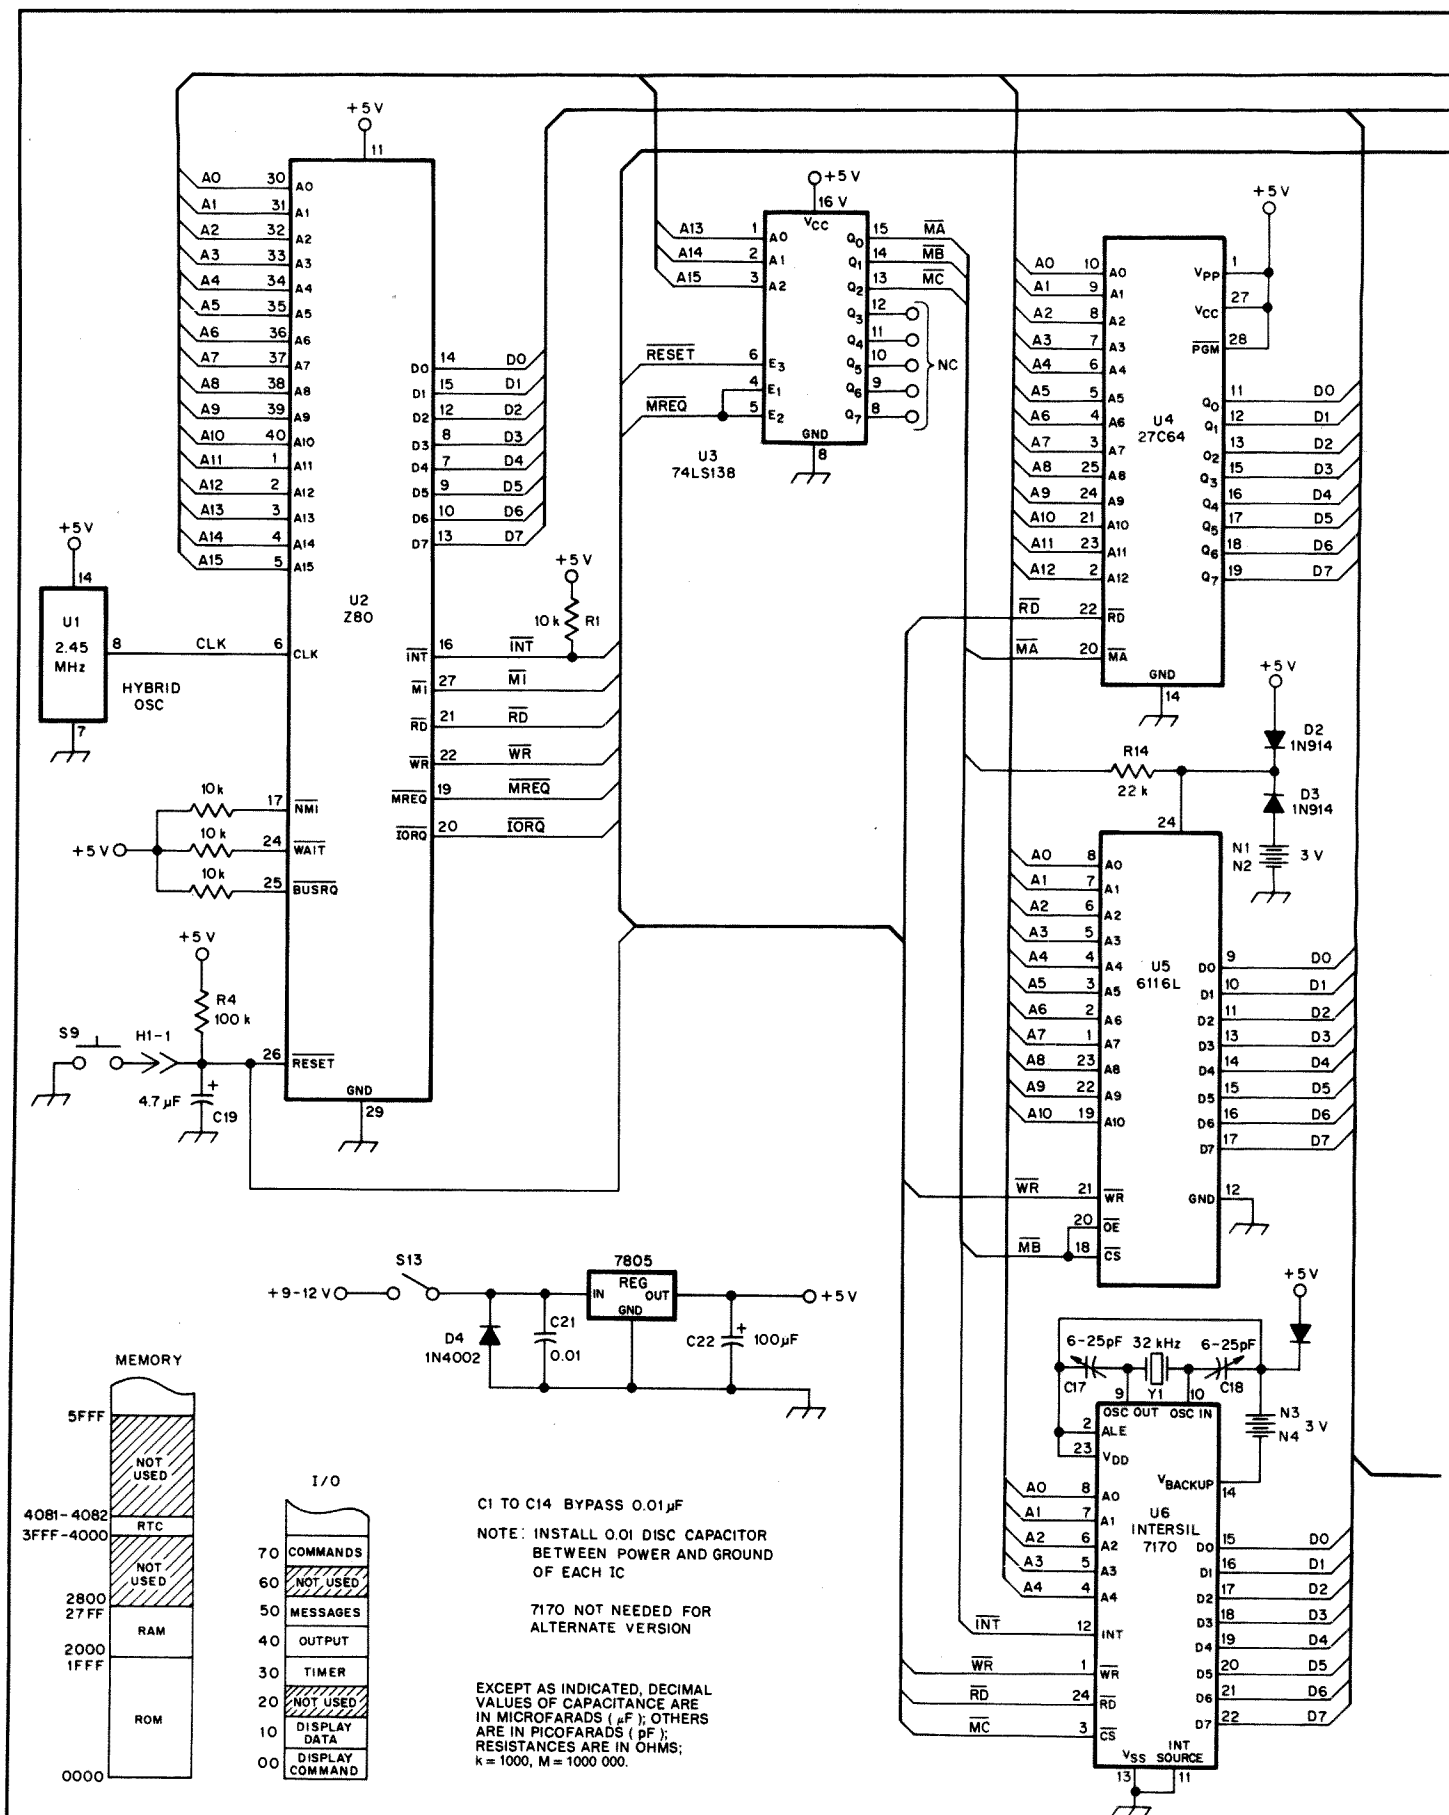 +5 V
11
A0 30 A0
A1 31 A1
A2 32 A2
A3 33 A3
A4 34 A4
A5 35 A5
A6 36 A6
A7 37 A7
A8 38 A8
A9 39 A9
A10 40 A10
A11 1 A11
A12 2 A12
A13 3 A13
A14 4 A14
A15 5 A15
D0 14 D0
D1 15 D1
D2 12 D2
D3 8 D3
D4 7 D4
D5 9 D5
D6 10 D6
D7 13 D7
U2
Z80
+5 V
14
U1
2.45
MHz
8 CLK 6 CLK
HYBRID
OSC
7
+5 V
10 k R1
INT 16 INT
M1 27 M1
RD 21 RD
WR 22 WR
MREQ 19 MREQ
IORQ 20 IORQ
10 k 17 NMI
+5 V 10 k 24 WAIT
10 k 25 BUSRQ
+5 V
R4
100 k
S9 H1-1 26 RESET
4.7 µF + C19
GND
29
+5 V
16 V
VCC
A13 1 A0
A14 2 A1
A15 3 A2
RESET 6 E3
4 E1
MREQ 5 E2
Q0 15 MA
Q1 14 MB
Q2 13 MC
Q3 12
Q4 11
Q5 10
Q6 9
Q7 8
NC
GND
8
U3
74LS138
+5 V
A0 10 A0
A1 9 A1
A2 8 A2
A3 7 A3
A4 6 A4
A5 5 A5
A6 4 A6
A7 3 A7
A8 25 A8
A9 24 A9
A10 21 A10
A11 23 A11
A12 2 A12
RD 22 RD
MA 20 MA
VPP 1
VCC 27
PGM 28
U4
27C64
Q0 11 D0
Q1 12 D1
O2 13 D2
Q3 15 D3
Q4 16 D4
Q5 17 D5
Q6 18 D6
Q7 19 D7
GND
14
+5 V
D2
1N914
R14
22 k
D3
1N914
N1
N2
3 V
24
A0 8 A0
A1 7 A1
A2 6 A2
A3 5 A3
A4 4 A4
A5 3 A5
A6 2 A6
A7 1 A7
A8 23 A8
A9 22 A9
A10 19 A10
U5
6116L
D0 9 D0
D1 10 D1
D2 11 D2
D3 13 D3
D4 14 D4
D5 15 D5
D6 16 D6
D7 17 D7
WR 21 WR
20 OE
MB 18 CS
GND 12
+9-12 V
S13
D4
1N4002
C21
0.01
7805
REG
IN OUT
GND
C22 + 100 µF
+5 V
+5 V
6-25pF 32 kHz 6-25pF
C17 9 Y1 10 C18
OSC OUT OSC IN
2 ALE
23 VDD
N3
N4
3 V
VBACKUP
14
U6
INTERSIL
7170
A0 8 A0
A1 7 A1
A2 6 A2
A3 5 A3
A4 4 A4
INT 12 INT
WR 1 WR
RD 24 RD
MC 3 CS
D0 15 D0
D1 16 D1
D2 17 D2
D3 18 D3
D4 19 D4
D5 20 D5
D6 21 D6
D7 22 D7
VSS
INT
SOURCE
13 11
MEMORY
5FFF
NOT
USED
4081-4082
RTC
3FFF-4000
NOT
USED
2800
27FF
RAM
2000
1FFF
ROM
0000
I/O
70 COMMANDS
60 NOT USED
50 MESSAGES
40 OUTPUT
30 TIMER
20 NOT USED
10 DISPLAY
DATA
00 DISPLAY
COMMAND
C1 TO C14 BYPASS 0.01µF
NOTE: INSTALL 0.01 DISC CAPACITOR
BETWEEN POWER AND GROUND
OF EACH IC
7170 NOT NEEDED FOR
ALTERNATE VERSION
EXCEPT AS INDICATED, DECIMAL
VALUES OF CAPACITANCE ARE
IN MICROFARADS ( µF ); OTHERS
ARE IN PICOFARADS ( pF );
RESISTANCES ARE IN OHMS;
k = 1000, M = 1000 000.